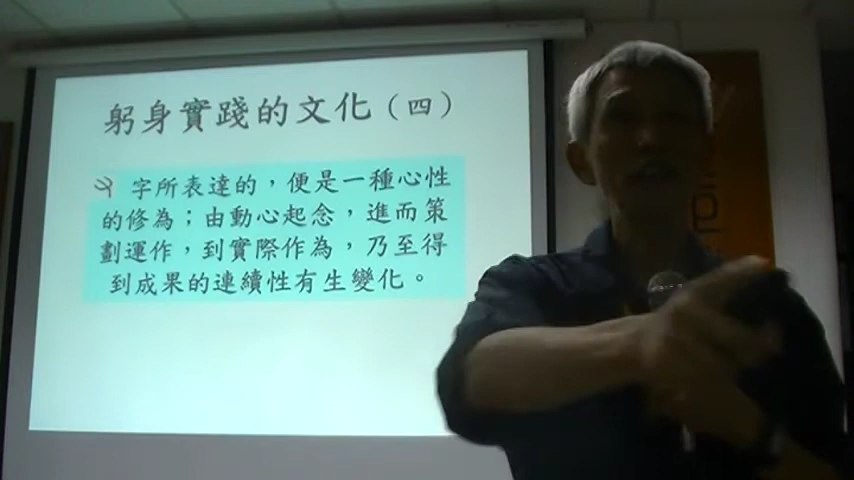 躬身實踐的文化（四）
字所表達的，便是一種心性
的修為；由動心起念，進而策
劃運作，到實際作為，乃至得
到成果的連續性有生變化。